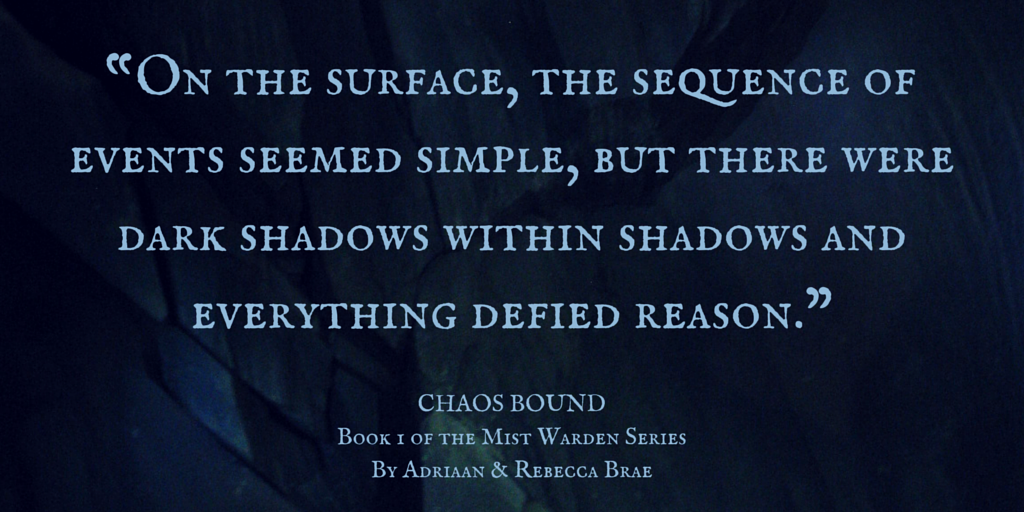 “On the surface, the sequence of
events seemed simple, but there were
dark shadows within shadows and
everything defied reason.”
CHAOS BOUND
Book 1 of the Mist Warden Series
By Adriaan & Rebecca Brae